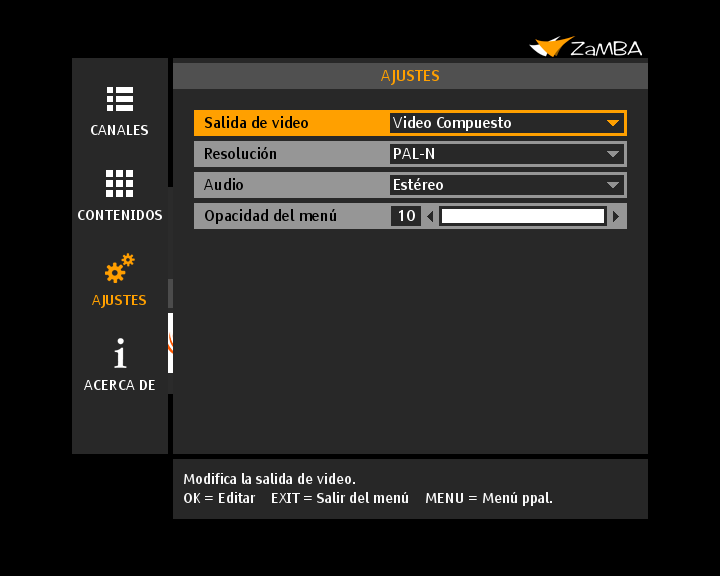 ZaMBA
AJUSTES
CANALES
CONTENIDOS
AJUSTES
ACERCA DE
Salida de video Video Compuesto
Resolución PAL-N
Audio Estéreo
Opacidad del menú 10
Modifica la salida de video.
OK = Editar EXIT = Salir del menú MENU = Menú ppal.